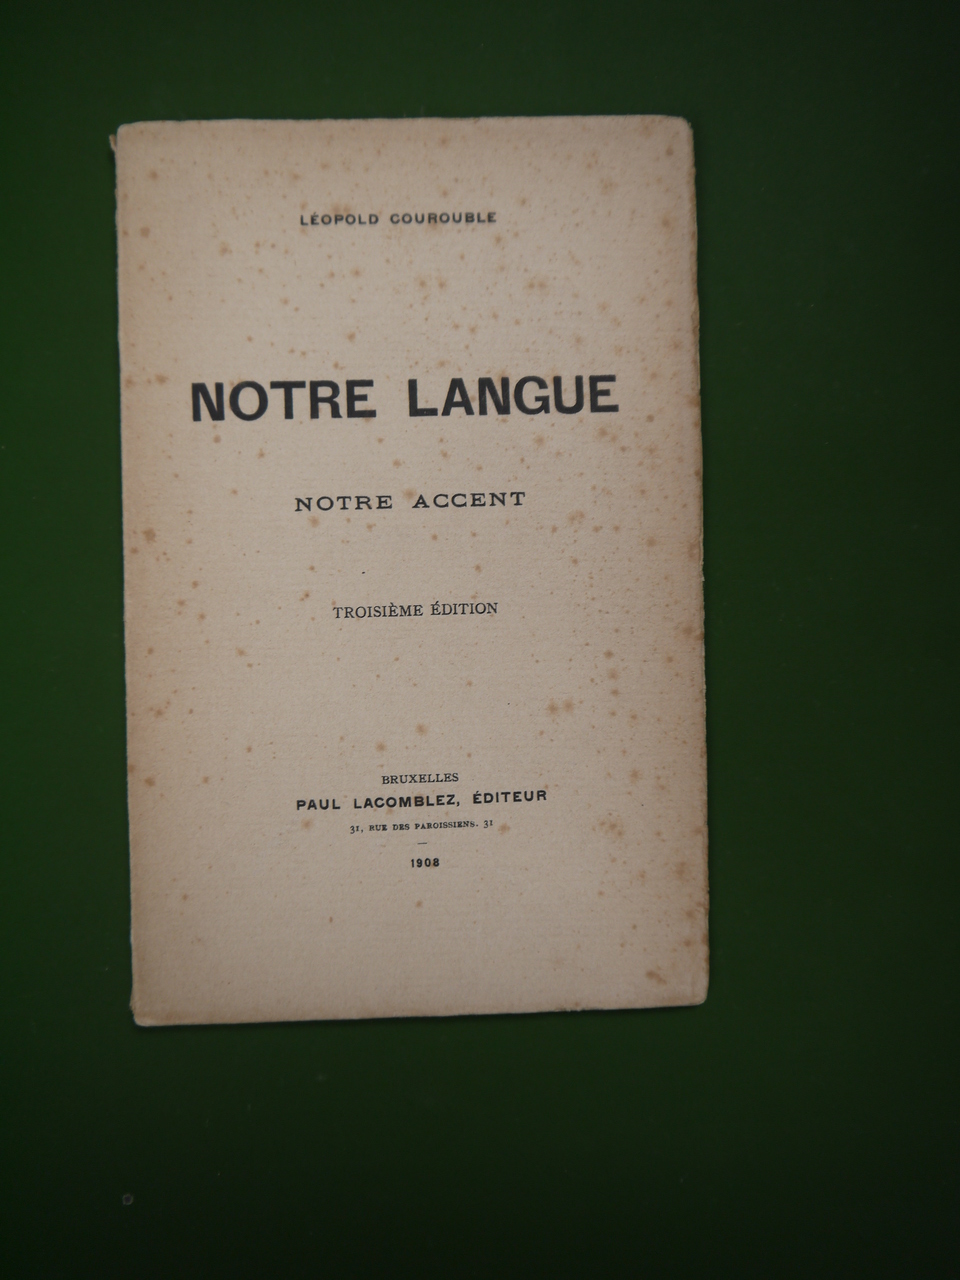 LÉOPOLD COUROUBLE
NOTRE LANGUE
NOTRE ACCENT
TROISIÈME ÉDITION
BRUXELLES
PAUL LACOMBLEZ, ÉDITEUR
31, RUE DES PAROISSIENS. 31
1908